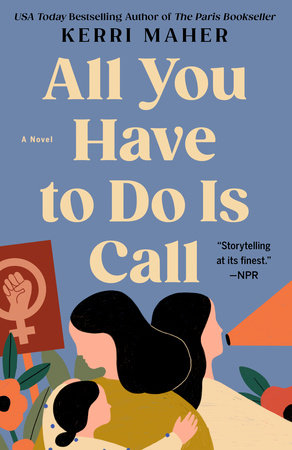 USA Today Bestselling Author of The Paris Bookseller
KERRI MAHER
All You
A Novel
Have
to Do Is
Call
"Storytelling
at its finest."
—NPR